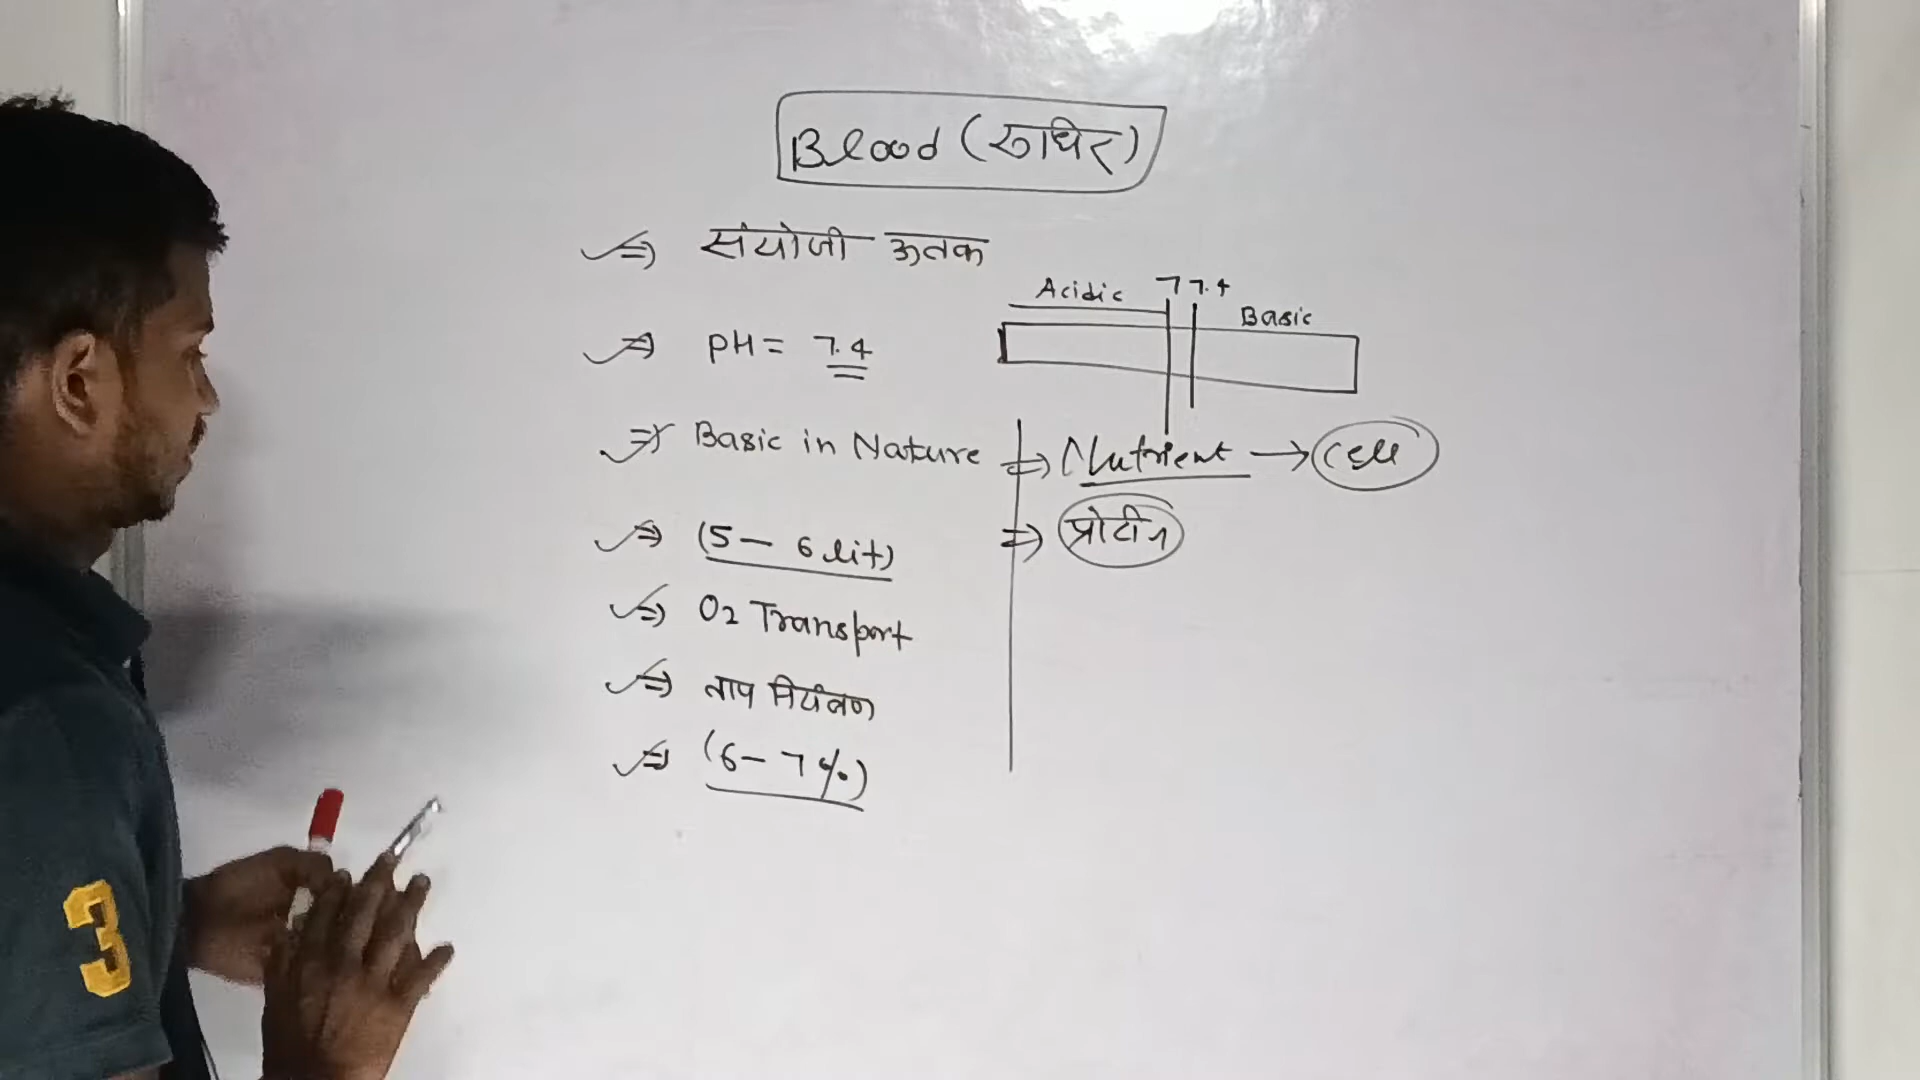 Blood (रुधिर)
संयोजी ऊतक
Acidic 7 7.4 Basic
PH = 7.4
Basic in Nature
Nutrient → Cell
(5 - 6 lit)
प्रोटीन
O2 Transport
ताप नियंत्रण
(6 - 7%)
3